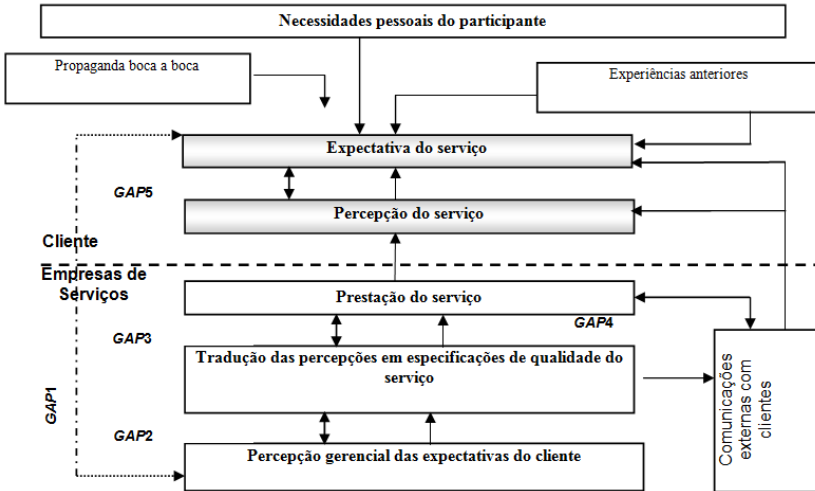 Necessidades pessoais do participante
Propaganda boca a boca
Experiências anteriores
Expectativa do serviço
GAP5
Percepção do serviço
Cliente
Empresas de
Serviços
Prestação do serviço
GAP4
GAP3
Tradução das percepções em especificações de qualidade do
serviço
GAP1
GAP2
Percepção gerencial das expectativas do cliente
Comunicações
externas com
clientes